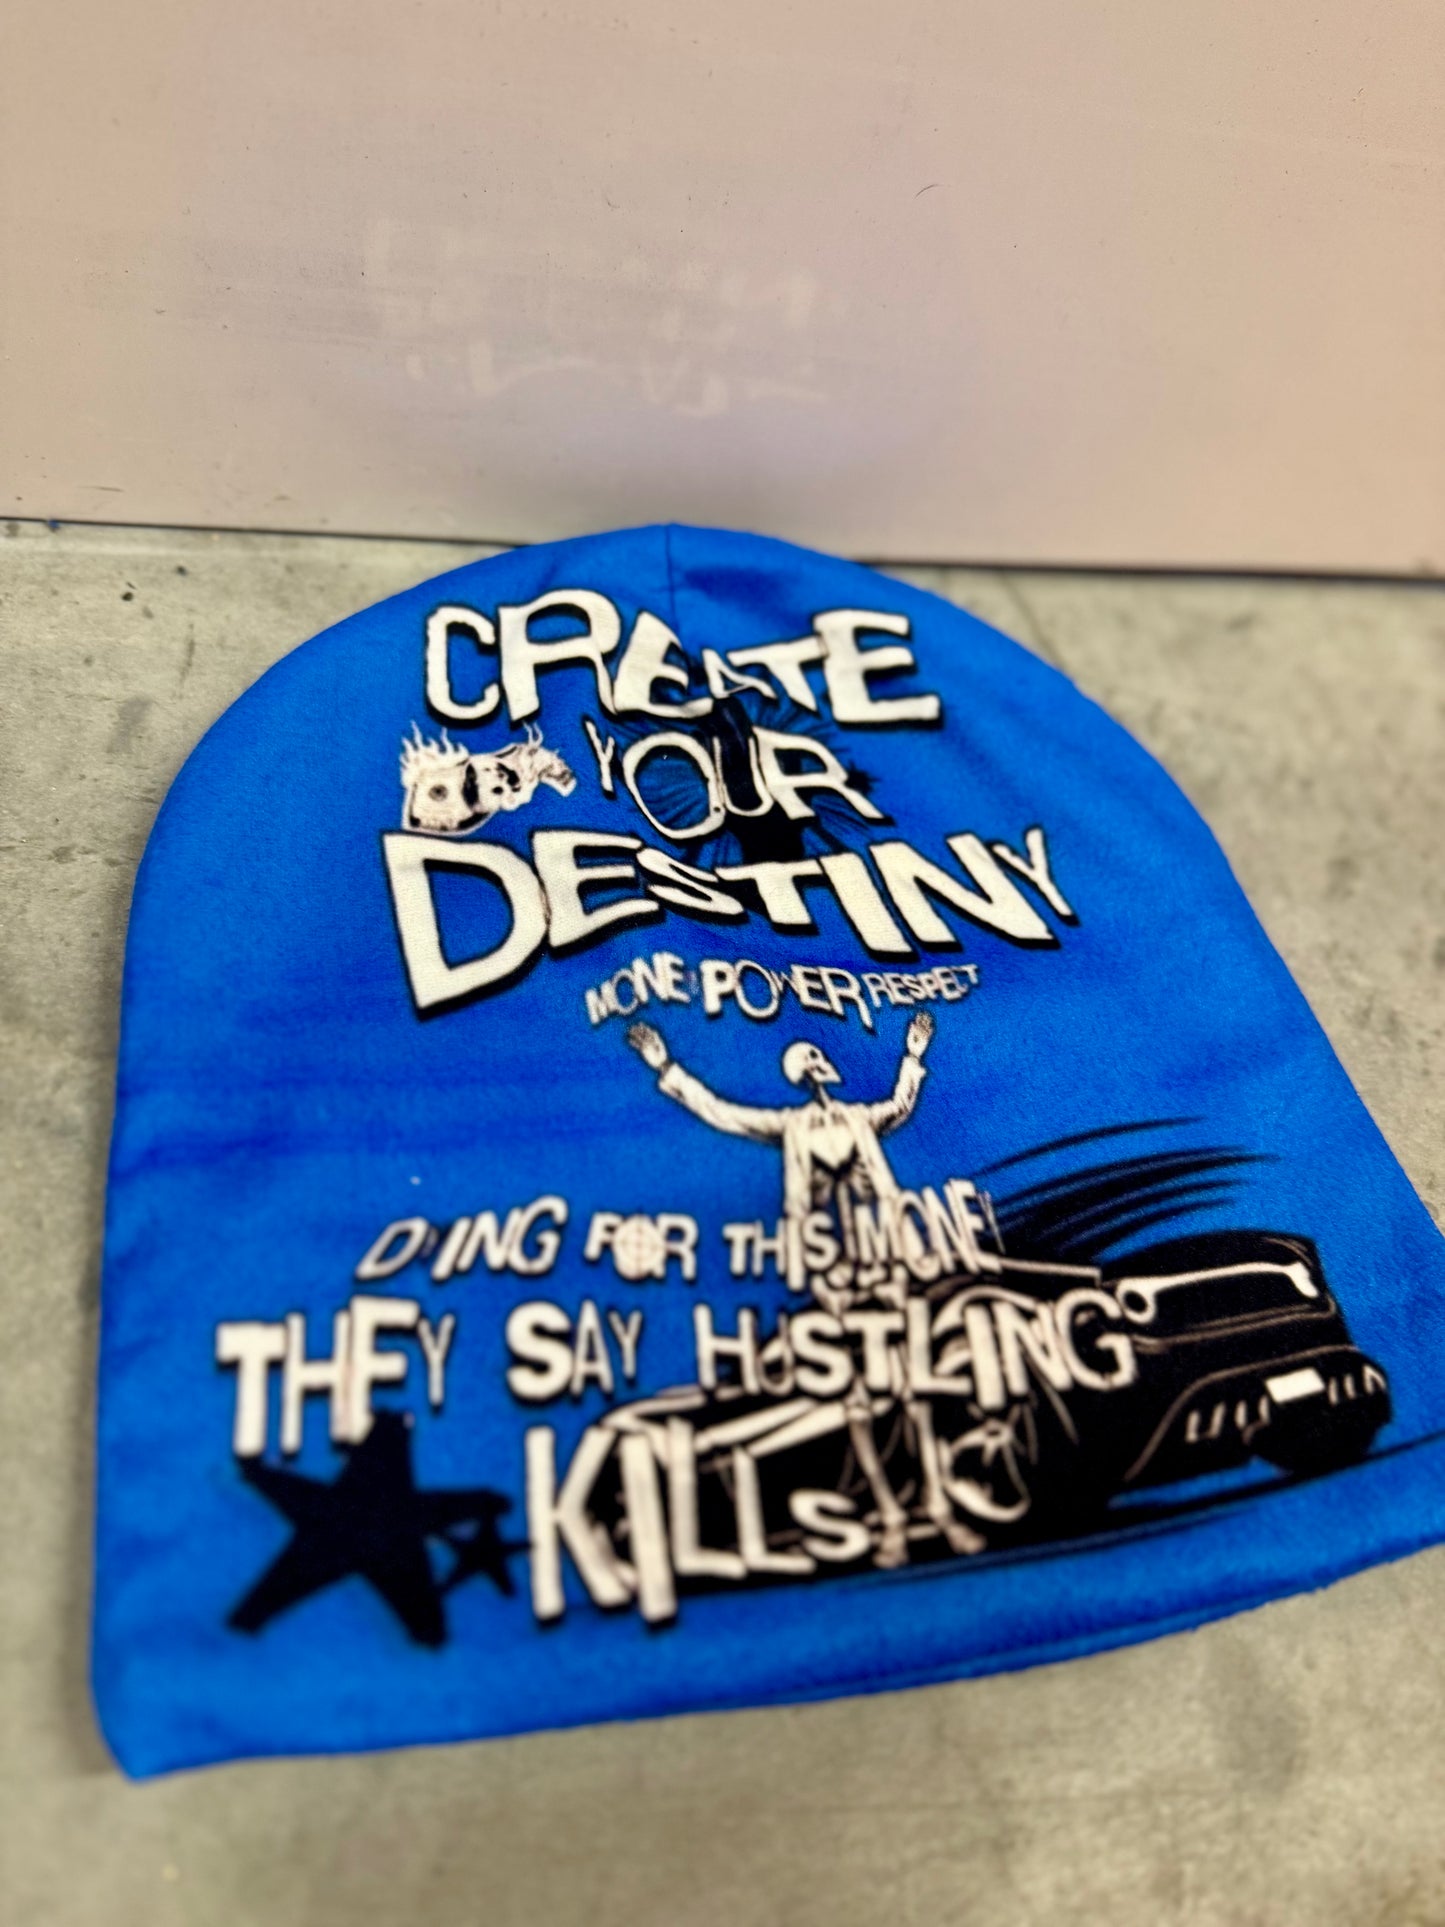 CREATE
YOUR
DESTINY
MONEY POWER RESPECT
DYING FOR THIS MONEY
THEY SAY HUSTLING
KILLS